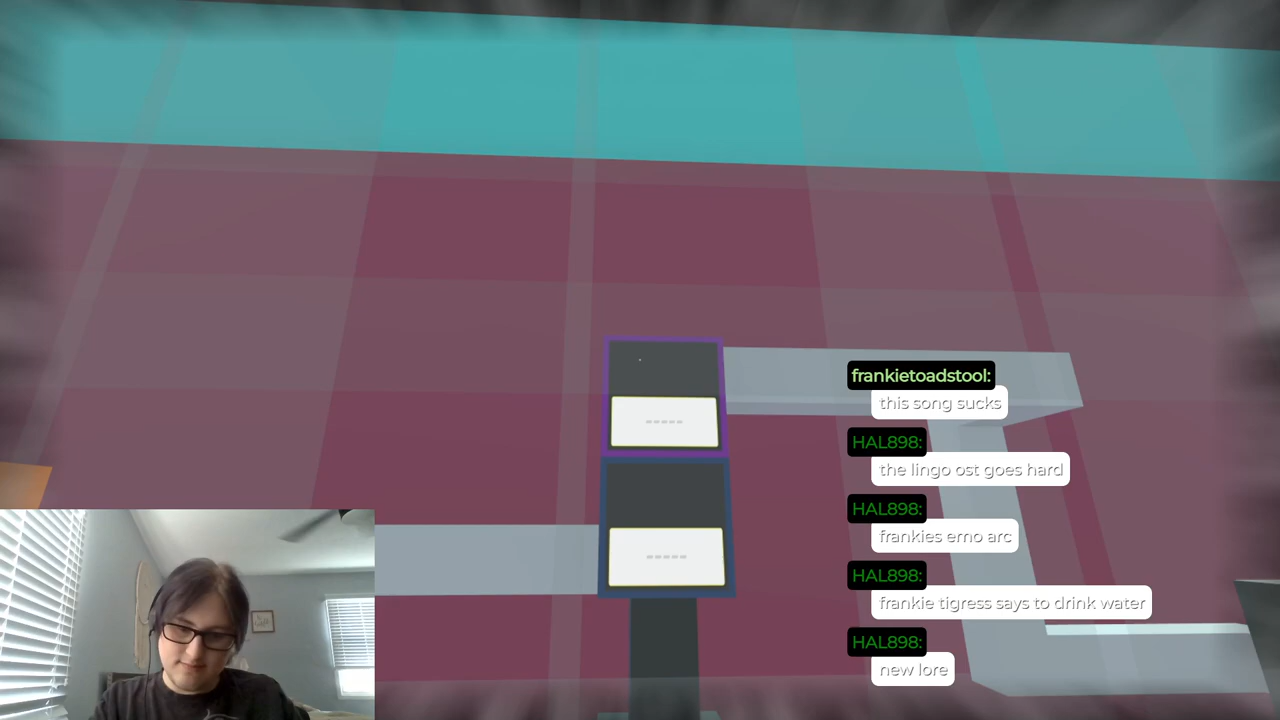 -----
-----
frankietoadstool:
this song sucks
HAL898:
the lingo ost goes hard
HAL898:
frankies emo arc
HAL898:
frankie tigress says to drink water
HAL898:
new lore